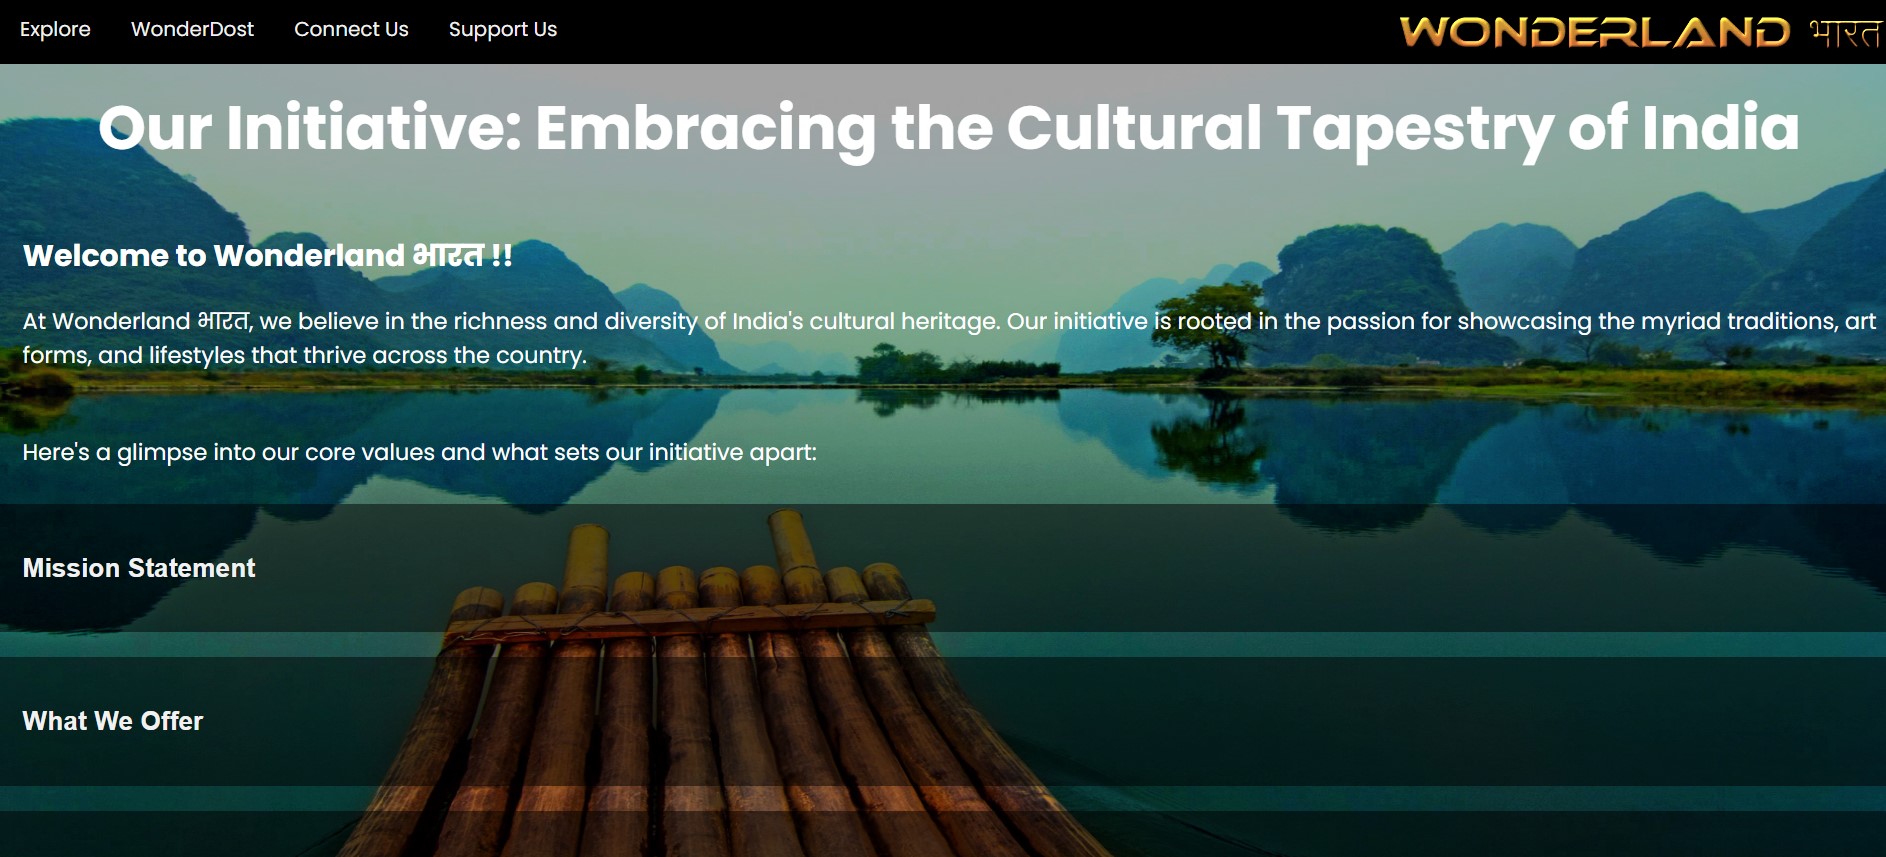 Explore WonderDost Connect Us Support Us WONDERLAND भारत
Our Initiative: Embracing the Cultural Tapestry of India
Welcome to Wonderland भारत !!
At Wonderland भारत, we believe in the richness and diversity of India's cultural heritage. Our initiative is rooted in the passion for showcasing the myriad traditions, art
forms, and lifestyles that thrive across the country.
Here's a glimpse into our core values and what sets our initiative apart:
Mission Statement
What We Offer